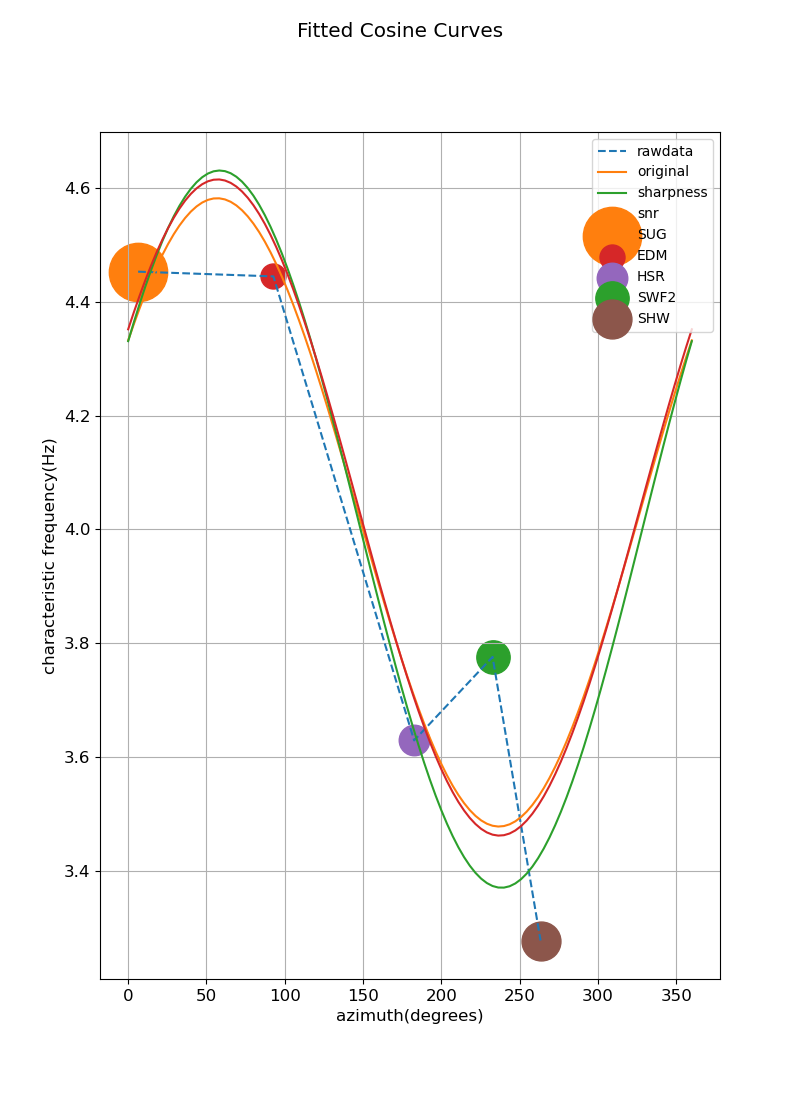 Fitted Cosine Curves
rawdata
original
sharpness
snr
SUG
EDM
HSR
SWF2
SHW
4.6
4.4
4.2
4.0
3.8
3.6
3.4
characteristic frequency(Hz)
0 50 100 150 200 250 300 350
azimuth(degrees)